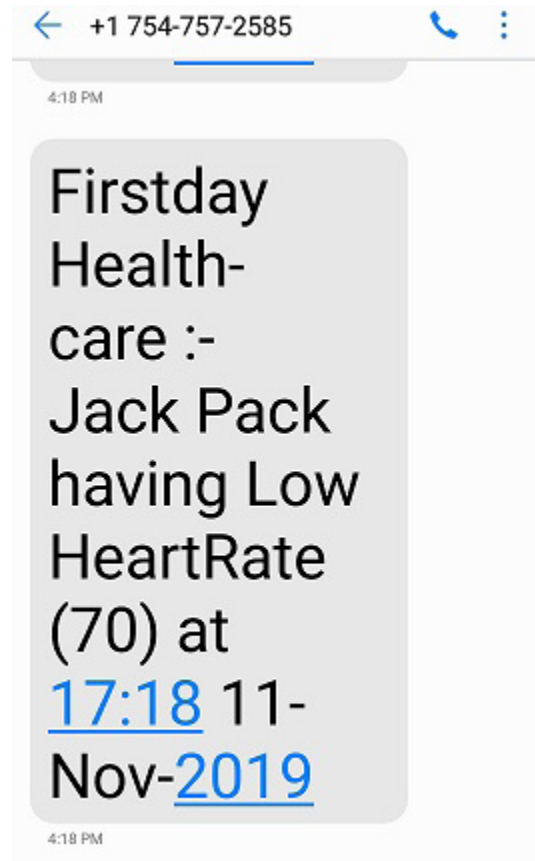 +1 754-757-2585
4:18 PM
Firstday
Health-
care :-
Jack Pack
having Low
HeartRate
(70) at
17:18 11-
Nov-2019
4:18 PM